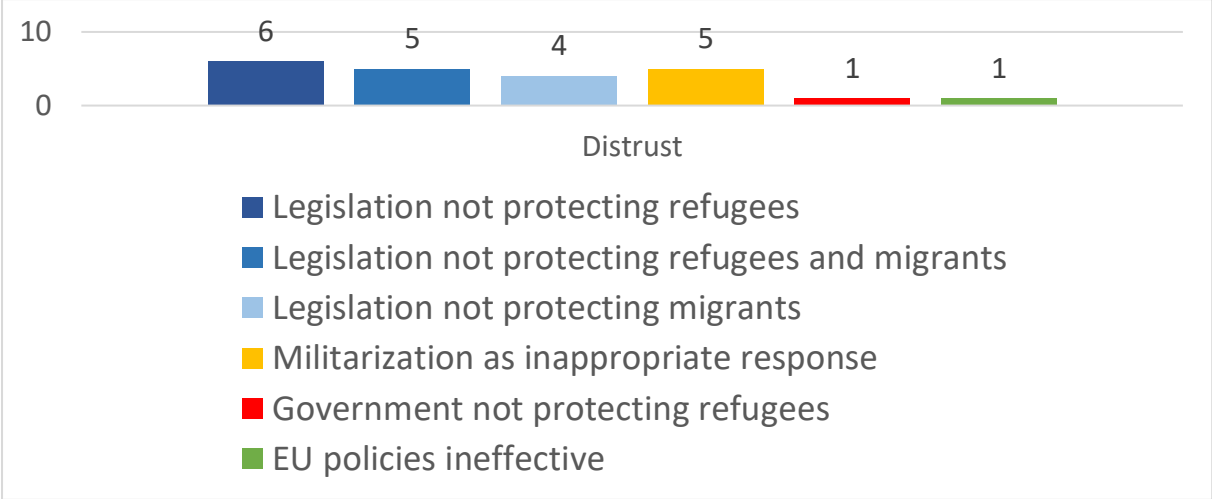 10
6
5
4
5
1
1
0
Distrust
Legislation not protecting refugees
Legislation not protecting refugees and migrants
Legislation not protecting migrants
Militarization as inappropriate response
Government not protecting refugees
EU policies ineffective